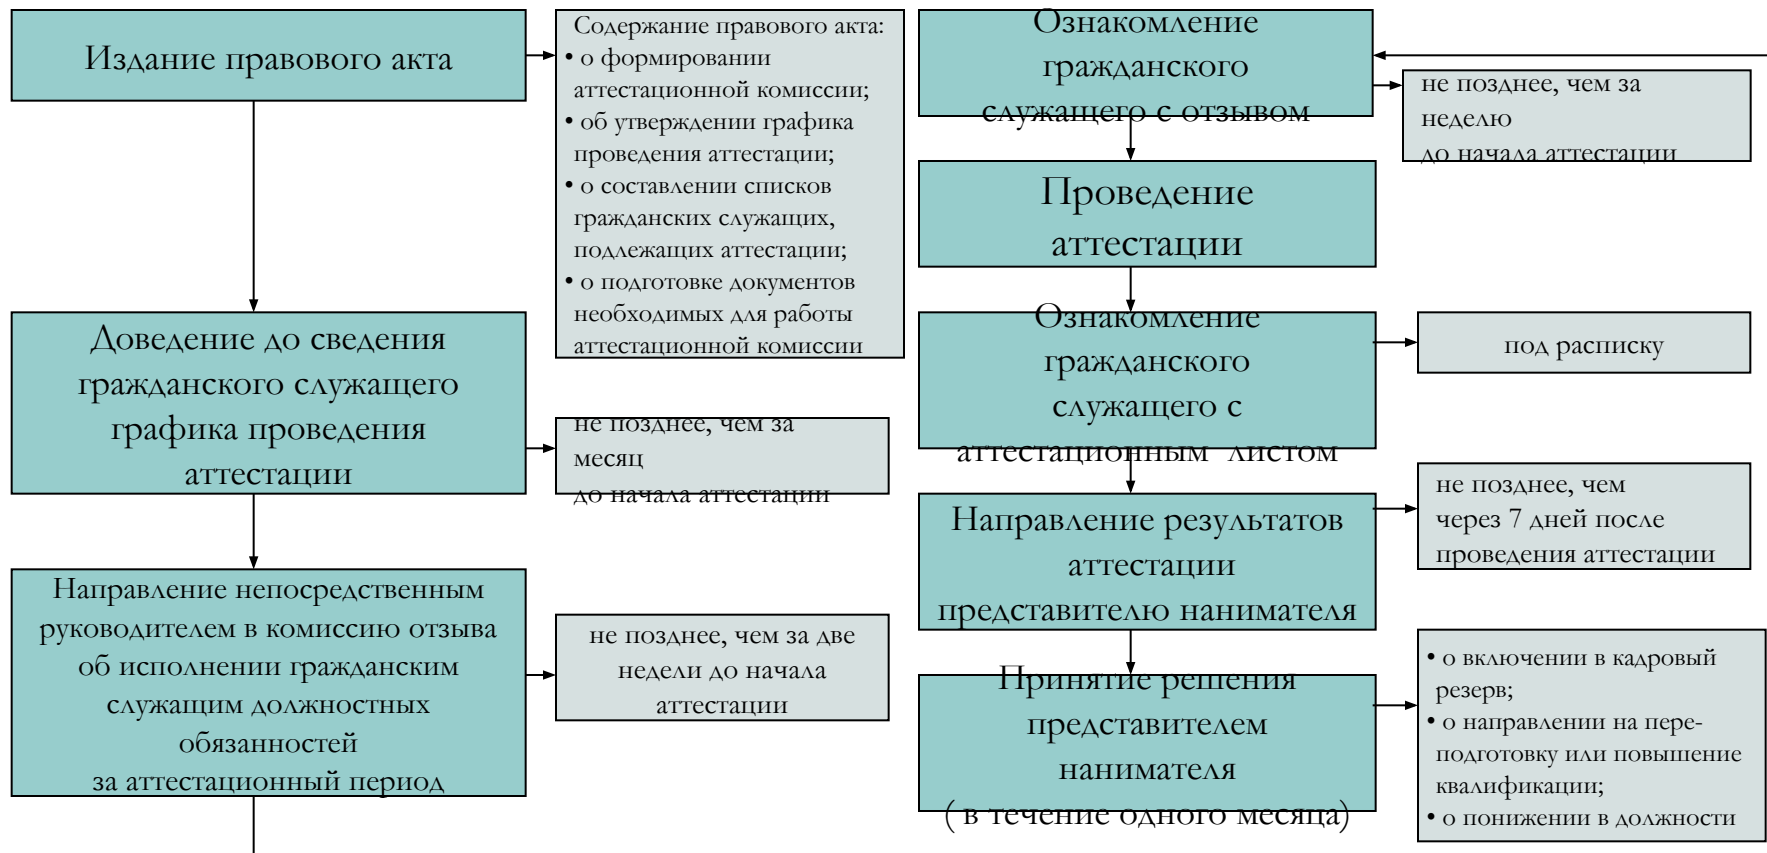 Издание правового акта
Содержание правового акта:
• о формировании
аттестационной комиссии;
• об утверждении графика
проведения аттестации;
• о составлении списков
гражданских служащих,
подлежащих аттестации;
• о подготовке документов
необходимых для работы
аттестационной комиссии
Доведение до сведения
гражданского служащего
графика проведения
аттестации
не позднее, чем за
месяц
до начала аттестации
Направление непосредственным
руководителем в комиссию отзыва
об исполнении гражданским
служащим должностных
обязанностей
за аттестационный период
не позднее, чем за две
недели до начала
аттестации
Ознакомление
гражданского
служащего с отзывом
не позднее, чем за
неделю
до начала аттестации
Проведение
аттестации
Ознакомление
гражданского
служащего с
аттестационным листом
под расписку
Направление результатов
аттестации
представителю нанимателя
не позднее, чем
через 7 дней после
проведения аттестации
Принятие решения
представителем
нанимателя
( в течение одного месяца)
• о включении в кадровый
резерв;
• о направлении на пере-
подготовку или повышение
квалификации;
• о понижении в должности